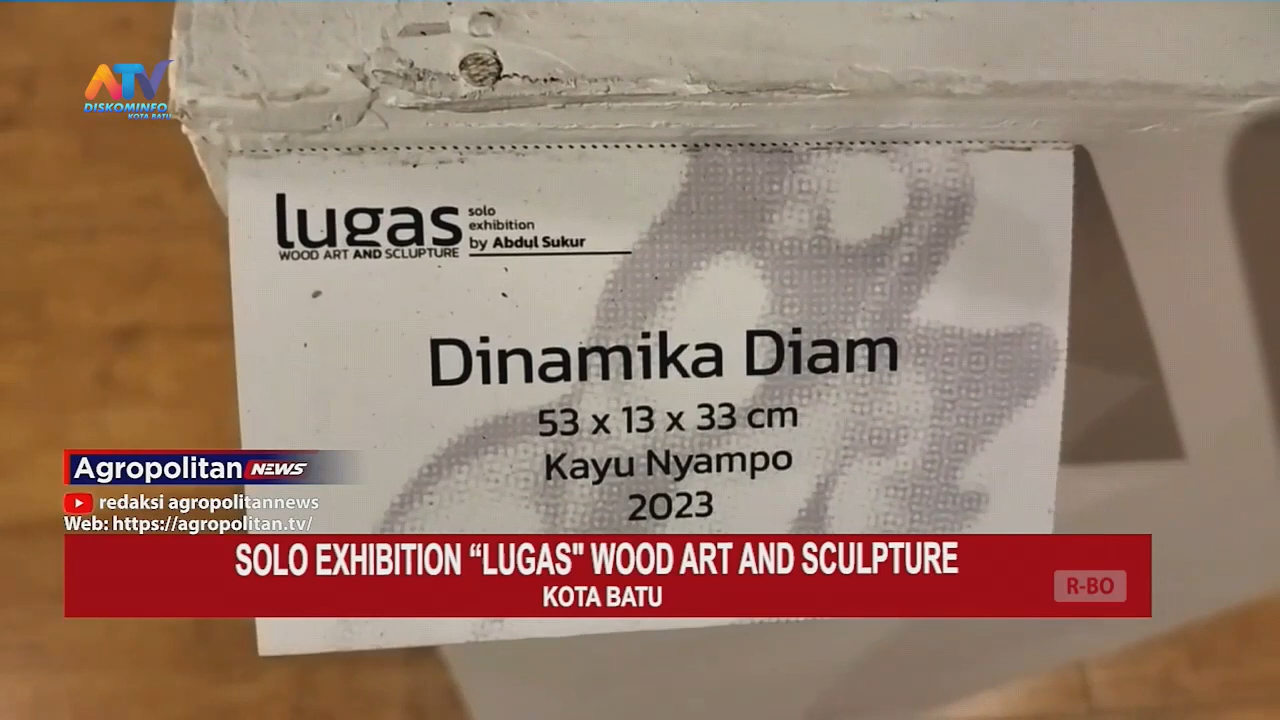 ATV
DISKOMINFO
KOTA BATU
lugas
WOOD ART AND SCLUPTURE
solo
exhibition
by Abdul Sukur
Dinamika Diam
53 x 13 x 33 cm
Kayu Nyampo
2023
Agropolitan NEWS
redaksi agropolitannews
Web: https://agropolitan.tv/
SOLO EXHIBITION “LUGAS" WOOD ART AND SCULPTURE
KOTA BATU
R-BO